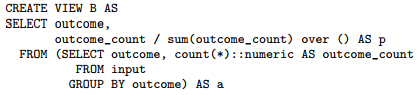 CREATE VIEW B AS
SELECT outcome,
       outcome_count / sum(outcome_count) over () AS p
  FROM (SELECT outcome, count(*)::numeric AS outcome_count
          FROM input
         GROUP BY outcome) AS a